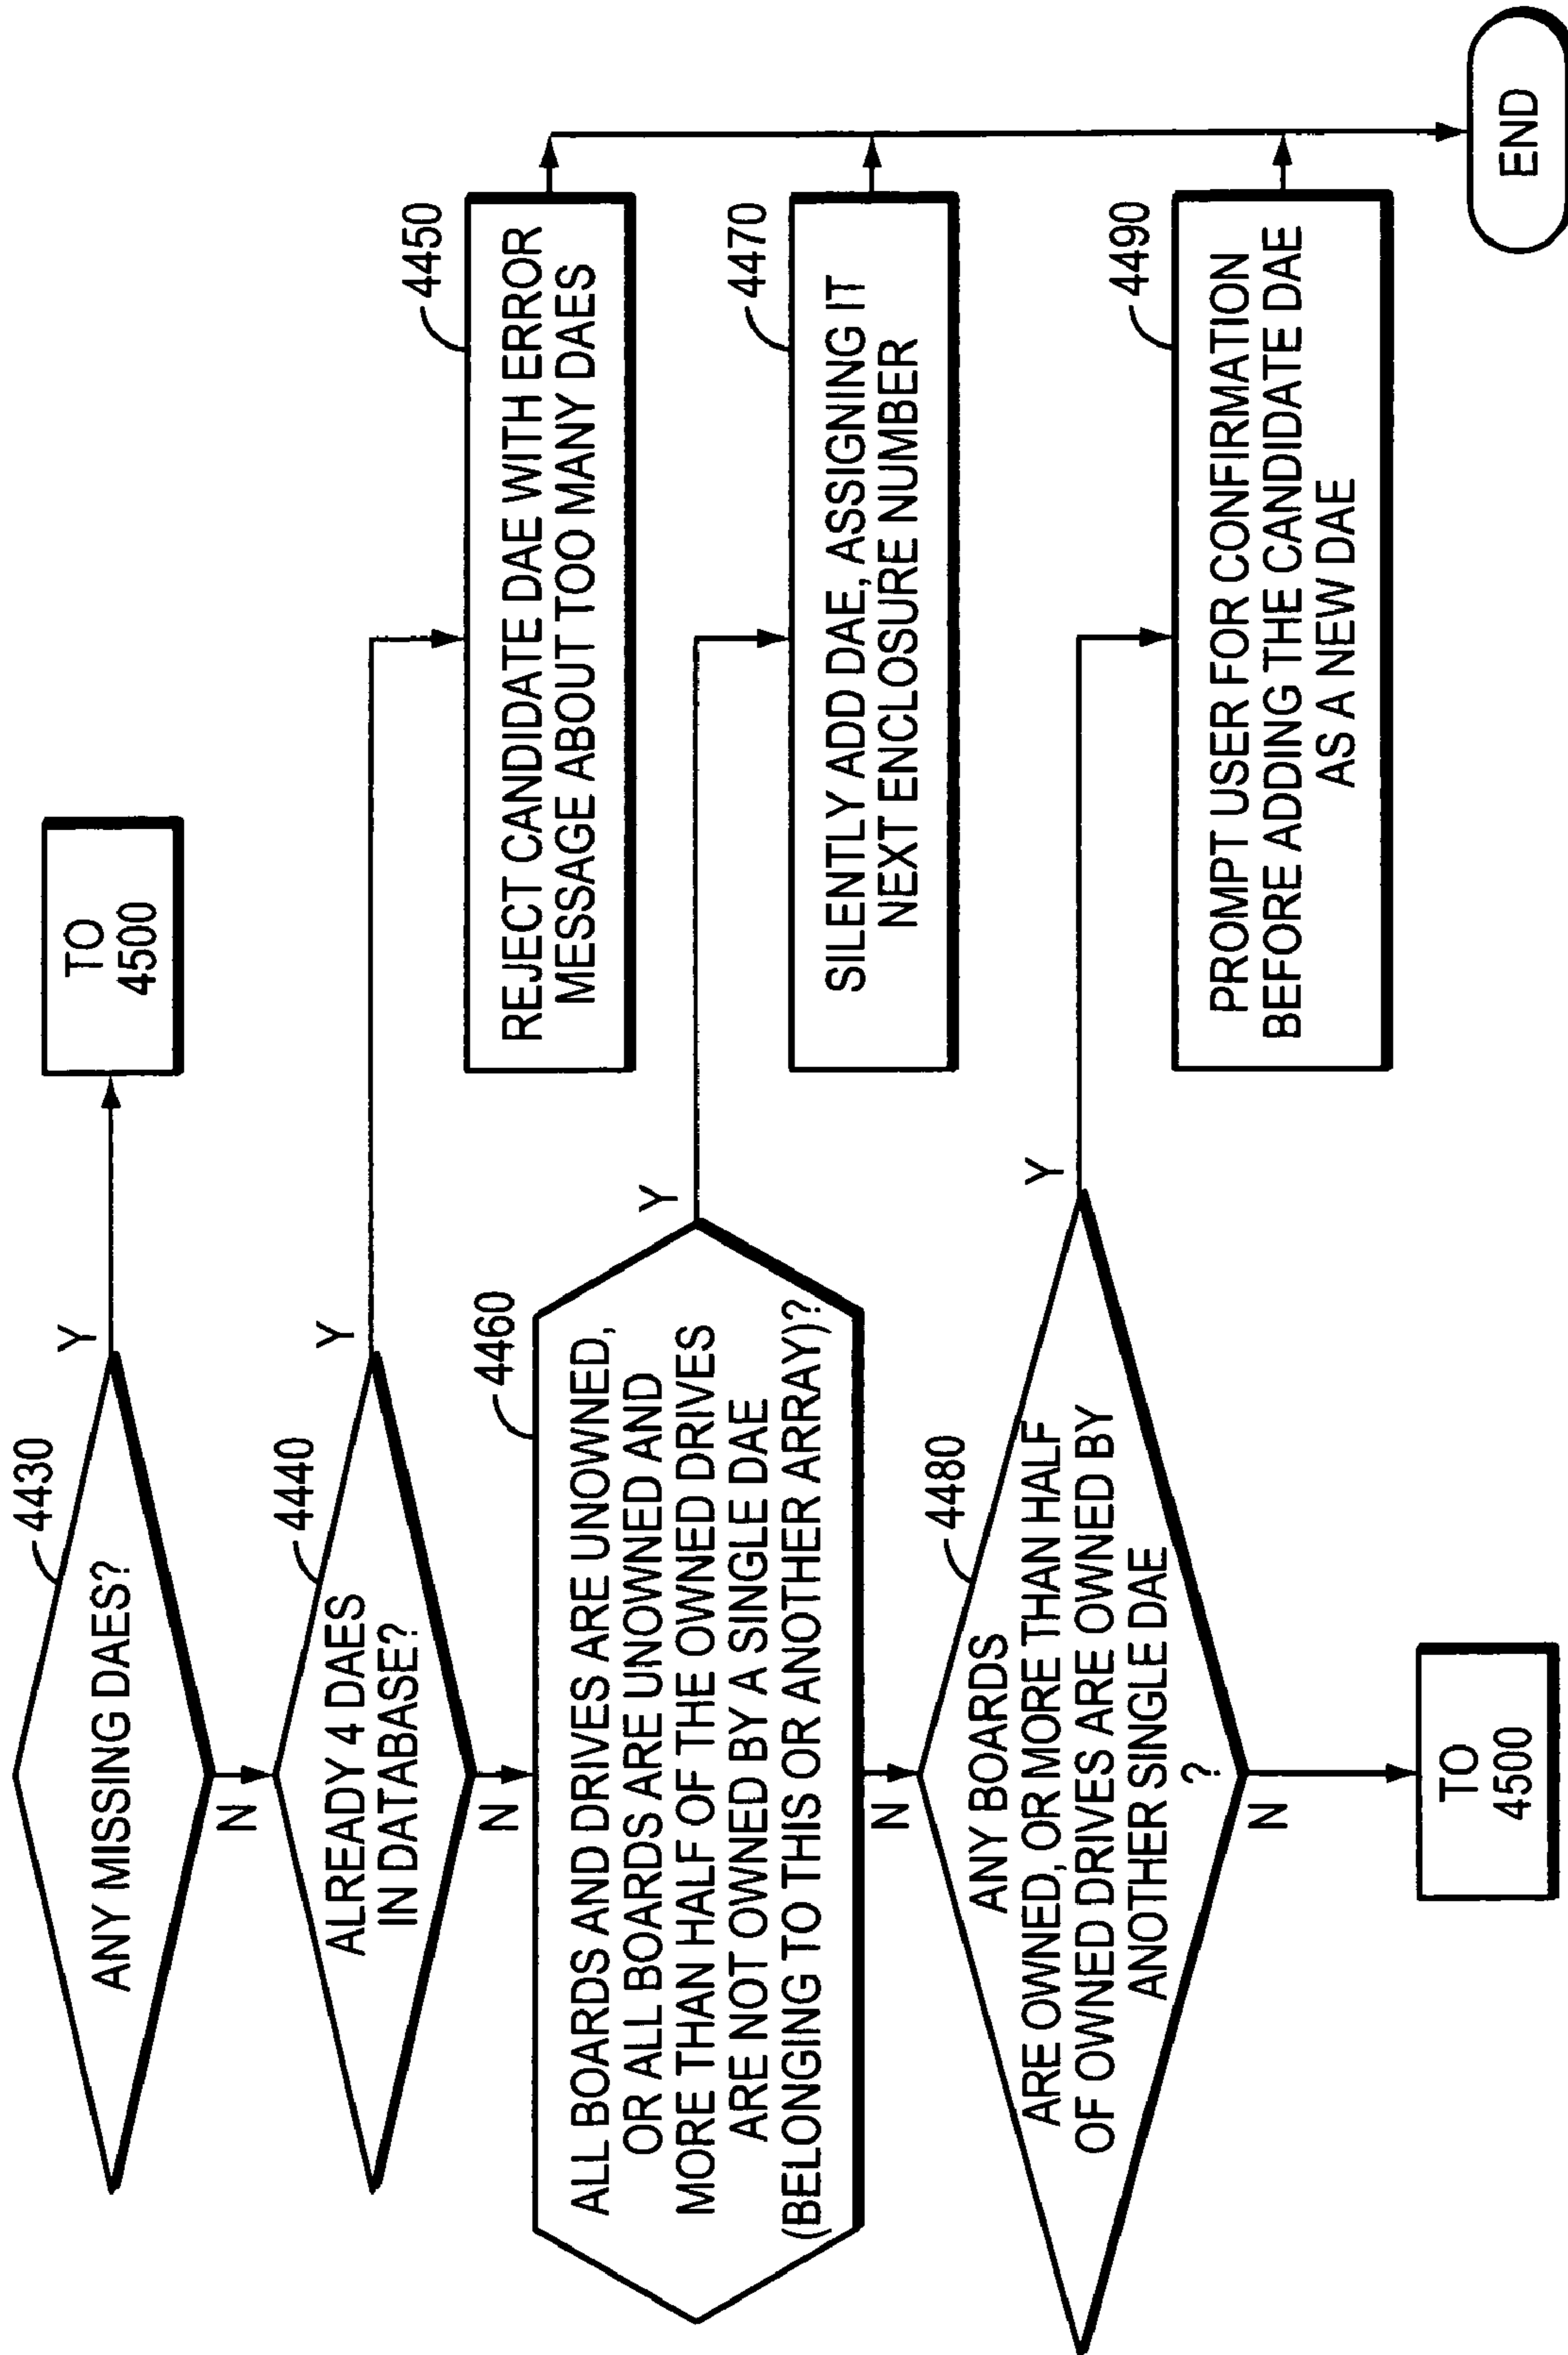 4430
ANY MISSING DAES?
Y
TO
4500
N
4440
ALREADY 4 DAES
IN DATABASE?
Y
4450
REJECT CANDIDATE DAE WITH ERROR
MESSAGE ABOUT TOO MANY DAES
N
4460
ALL BOARDS AND DRIVES ARE UNOWNED,
OR ALL BOARDS ARE UNOWNED AND
MORE THAN HALF OF THE OWNED DRIVES
ARE NOT OWNED BY A SINGLE DAE
(BELONGING TO THIS OR ANOTHER ARRAY)?
Y
4470
SILENTLY ADD DAE, ASSIGNING IT
NEXT ENCLOSURE NUMBER
N
4480
ANY BOARDS
ARE OWNED, OR MORE THAN HALF
OF OWNED DRIVES ARE OWNED BY
ANOTHER SINGLE DAE
?
Y
4490
PROMPT USER FOR CONFIRMATION
BEFORE ADDING THE CANDIDATE DAE
AS A NEW DAE
N
TO
4500
END